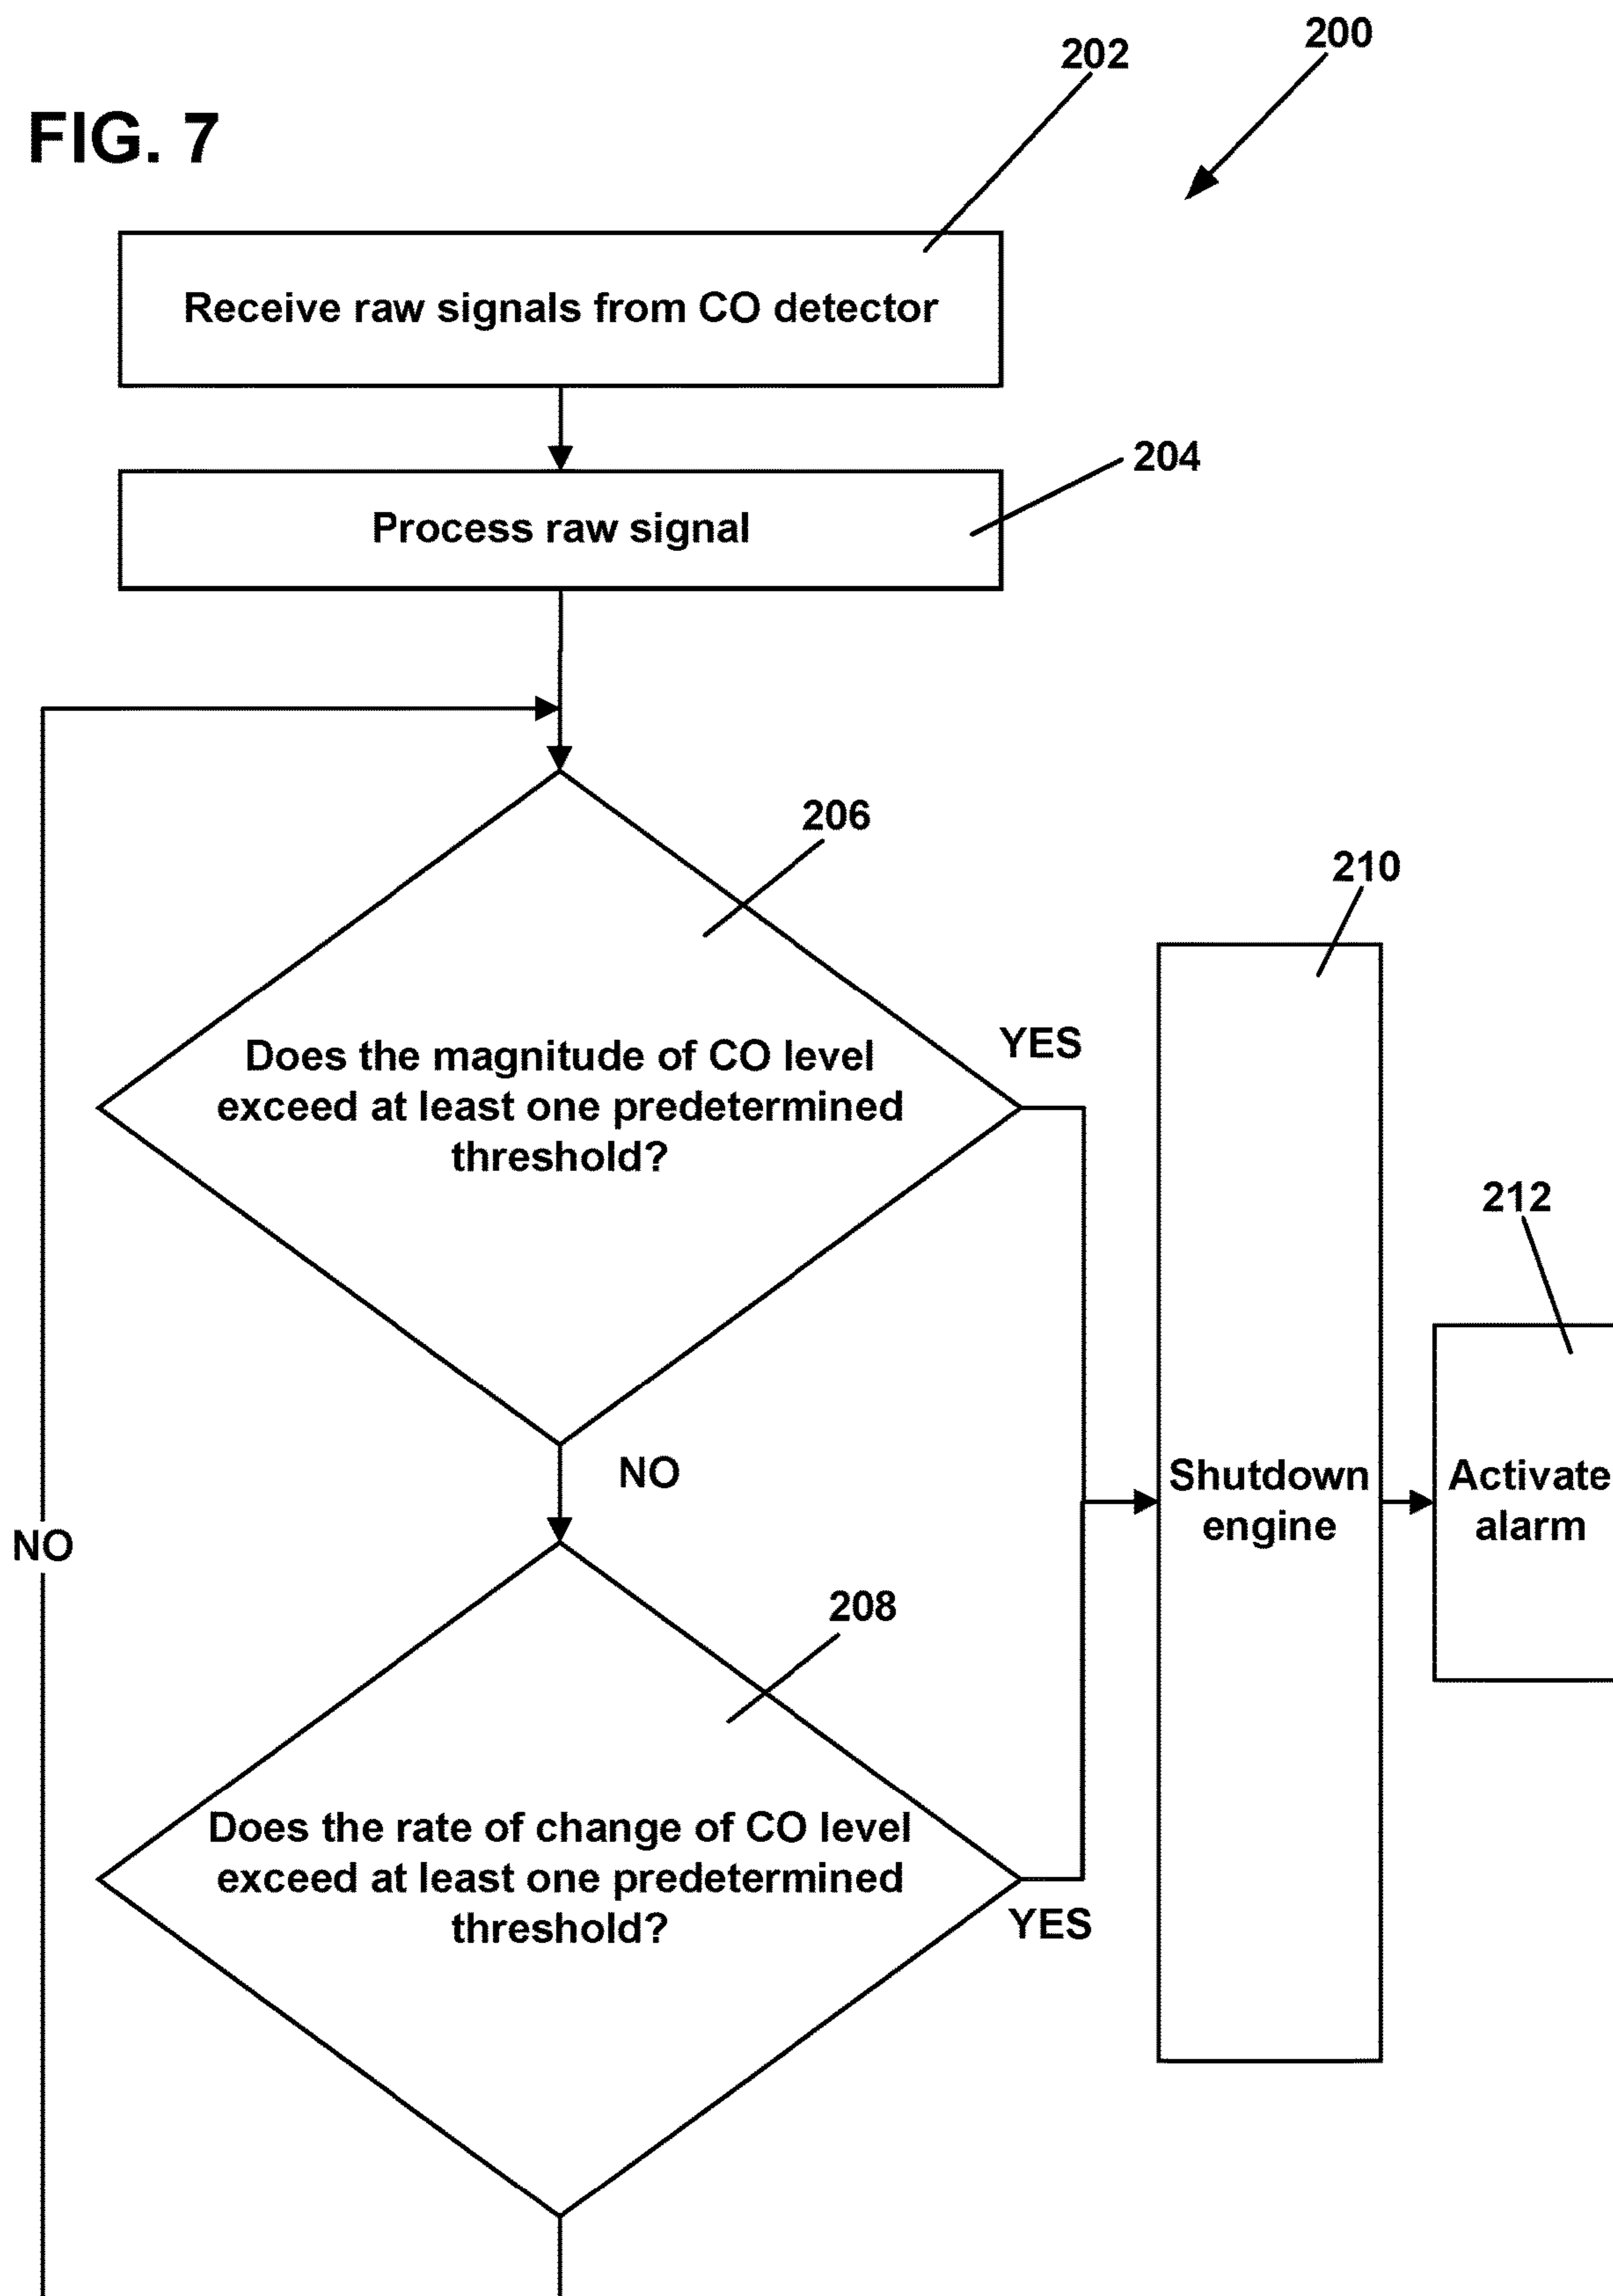 200
202
FIG. 7
Receive raw signals from CO detector
204
Process raw signal
206
210
YES
Does the magnitude of CO level
exceed at least one predetermined
threshold?
212
NO
Shutdown
engine
Activate
alarm
NO
208
Does the rate of change of CO level
exceed at least one predetermined
threshold?
YES